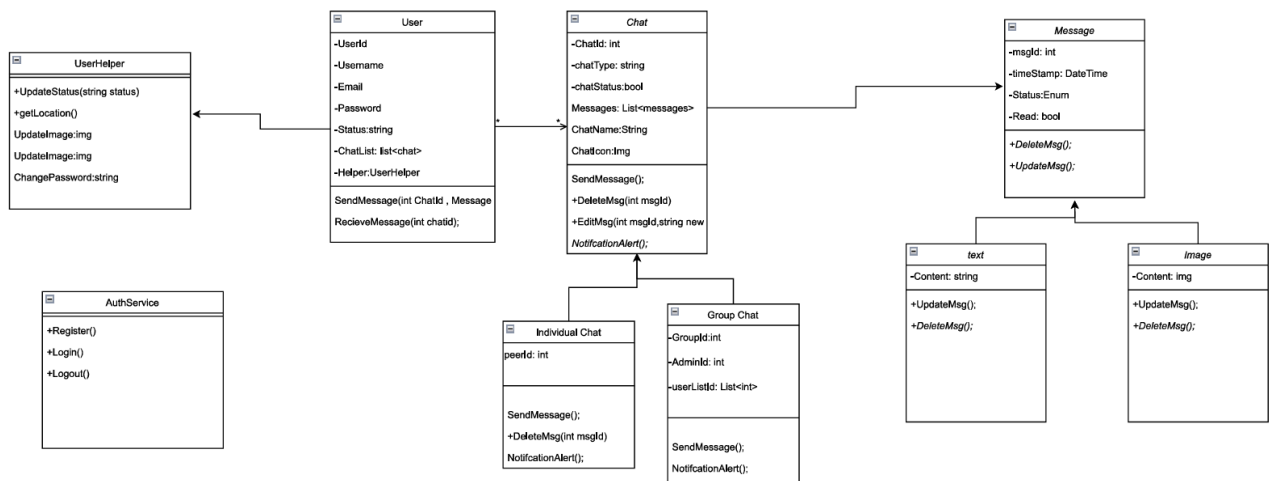 UserHelper
+UpdateStatus(string status)
+getLocation()
UpdateImage:img
UpdateImage:img
ChangePassword:string
User
-UserId
-Username
-Email
-Password
-Status:string
-ChatList: list<chat>
-Helper:UserHelper
SendMessage(int ChatId , Message
RecieveMessage(int chatid);
*
*
Chat
-ChatId: int
-chatType: string
-chatStatus:bool
Messages: List<messages>
ChatName:String
ChatIcon:Img
SendMessage();
+DeleteMsg(int msgId)
+EditMsg(int msgId,string new
NotifcationAlert();
Message
-msgId: int
-timeStamp: DateTime
-Status:Enum
-Read: bool
+DeleteMsg();
+UpdateMsg();
text
-Content: string
+UpdateMsg();
+DeleteMsg();
Image
-Content: img
+UpdateMsg();
+DeleteMsg();
AuthService
+Register()
+Login()
+Logout()
Individual Chat
peerId: int
SendMessage();
+DeleteMsg(int msgId)
NotifcationAlert();
Group Chat
-GroupId:int
-AdminId: int
-userListId: List<int>
SendMessage();
NotifcationAlert();